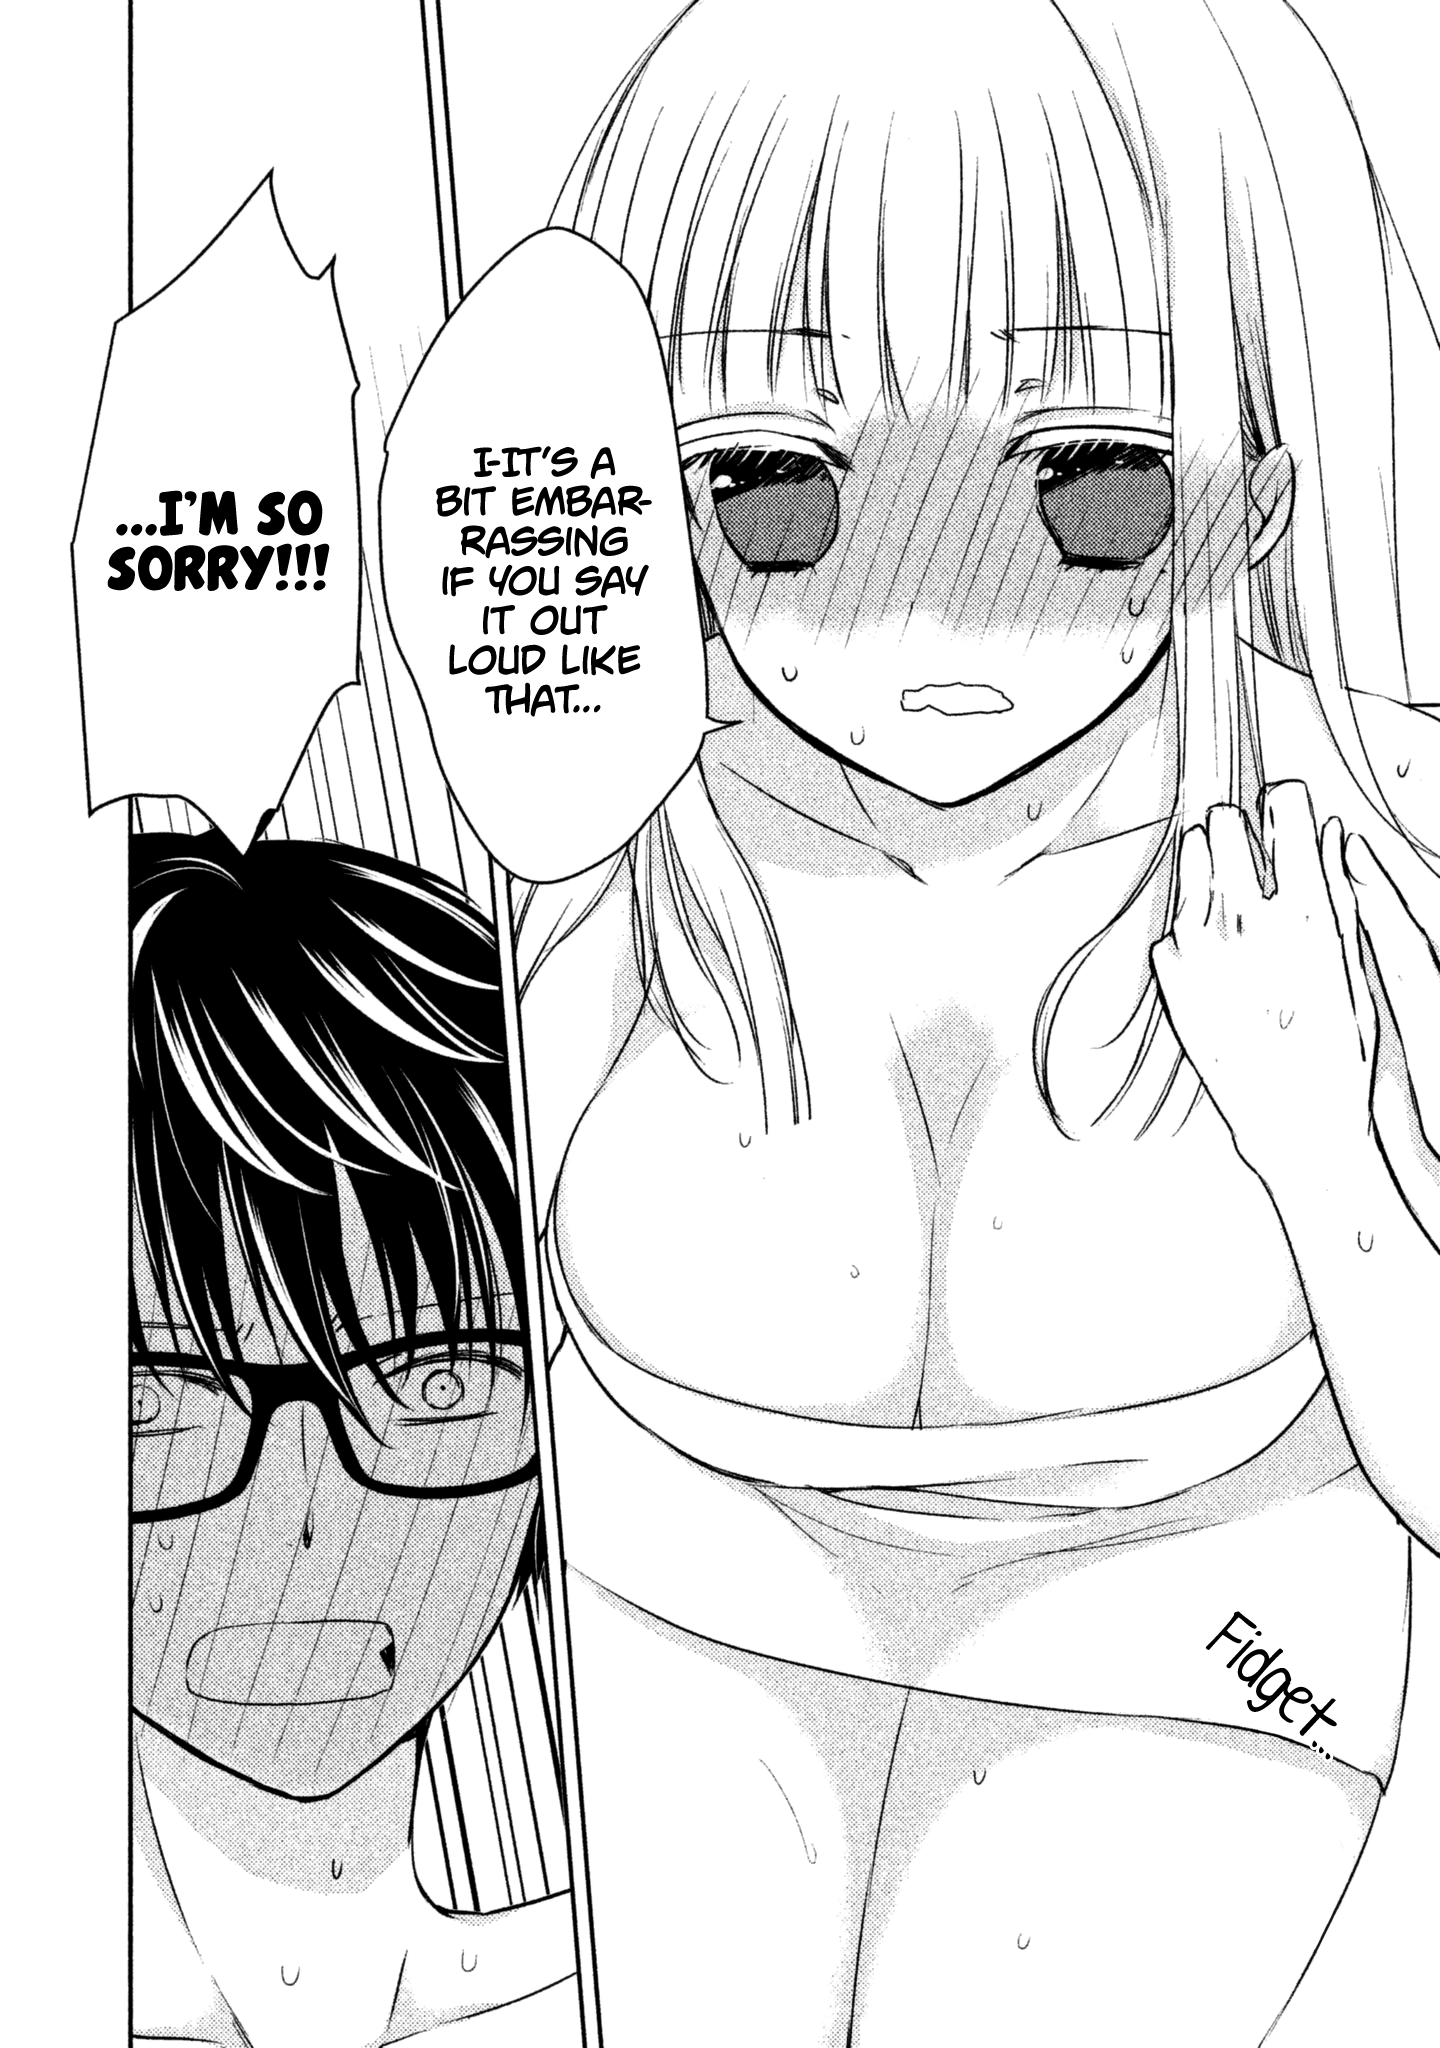 I-IT'S A
BIT EMBAR-
RASSING
IF YOU SAY
IT OUT
LOUD LIKE
THAT...
...I'M SO
SORRY!!!
Fidget...